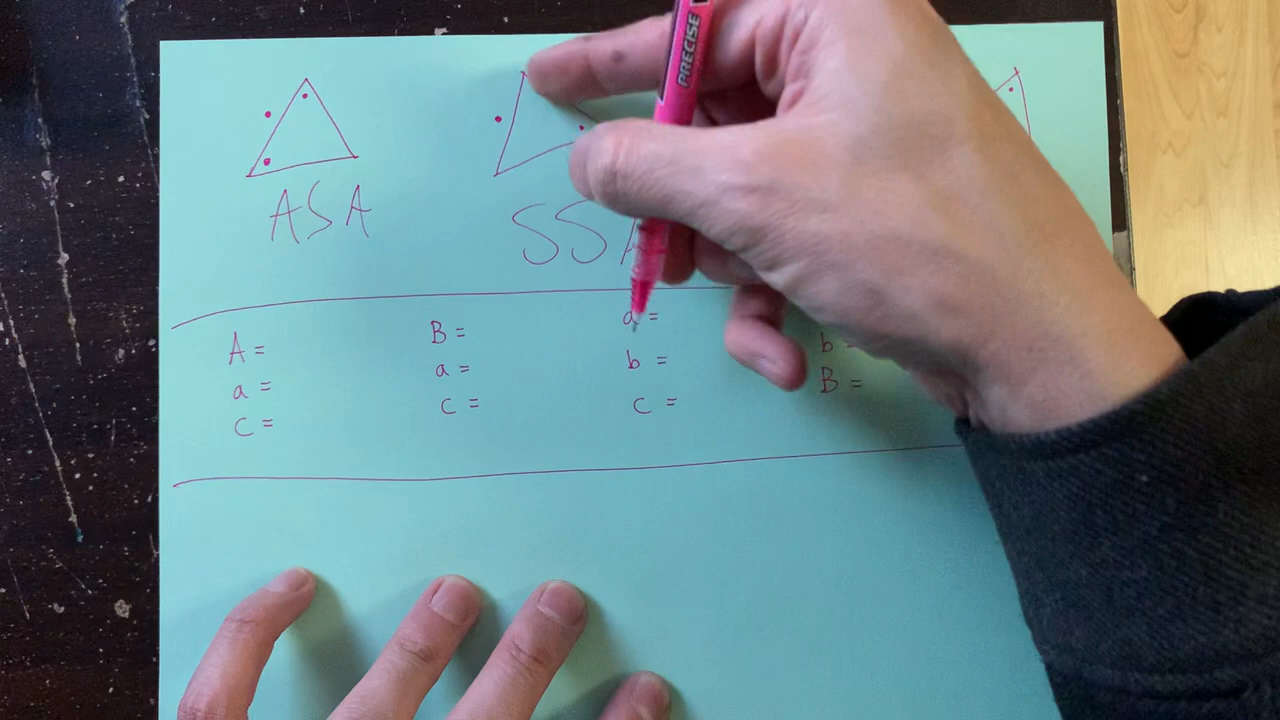 PRECISE
ASA
SSA
A =
a =
C =
B =
a =
C =
a =
b =
C =
b =
B =